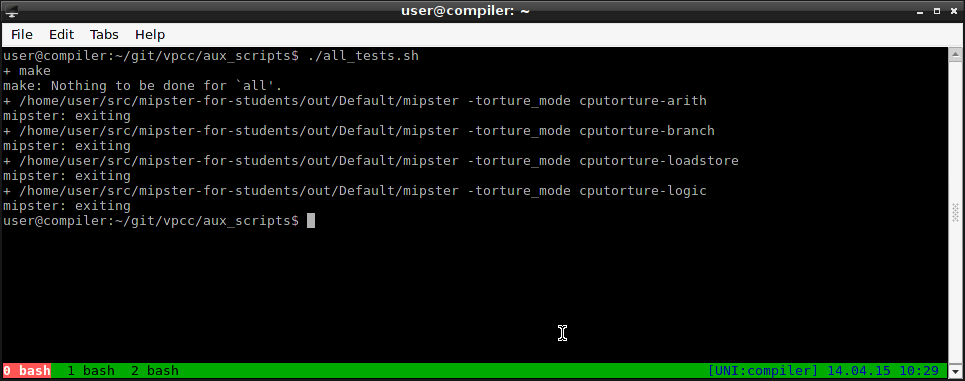 user@compiler: ~
File Edit Tabs Help
user@compiler:~/git/vpcc/aux_scripts$ ./all_tests.sh
+ make
make: Nothing to be done for `all'.
+ /home/user/src/mipster-for-students/out/Default/mipster -torture_mode cputorture-arith
mipster: exiting
+ /home/user/src/mipster-for-students/out/Default/mipster -torture_mode cputorture-branch
mipster: exiting
+ /home/user/src/mipster-for-students/out/Default/mipster -torture_mode cputorture-loadstore
mipster: exiting
+ /home/user/src/mipster-for-students/out/Default/mipster -torture_mode cputorture-logic
mipster: exiting
user@compiler:~/git/vpcc/aux_scripts$
0 bash 1 bash 2 bash [UNI:compiler] 14.04.15 10:29